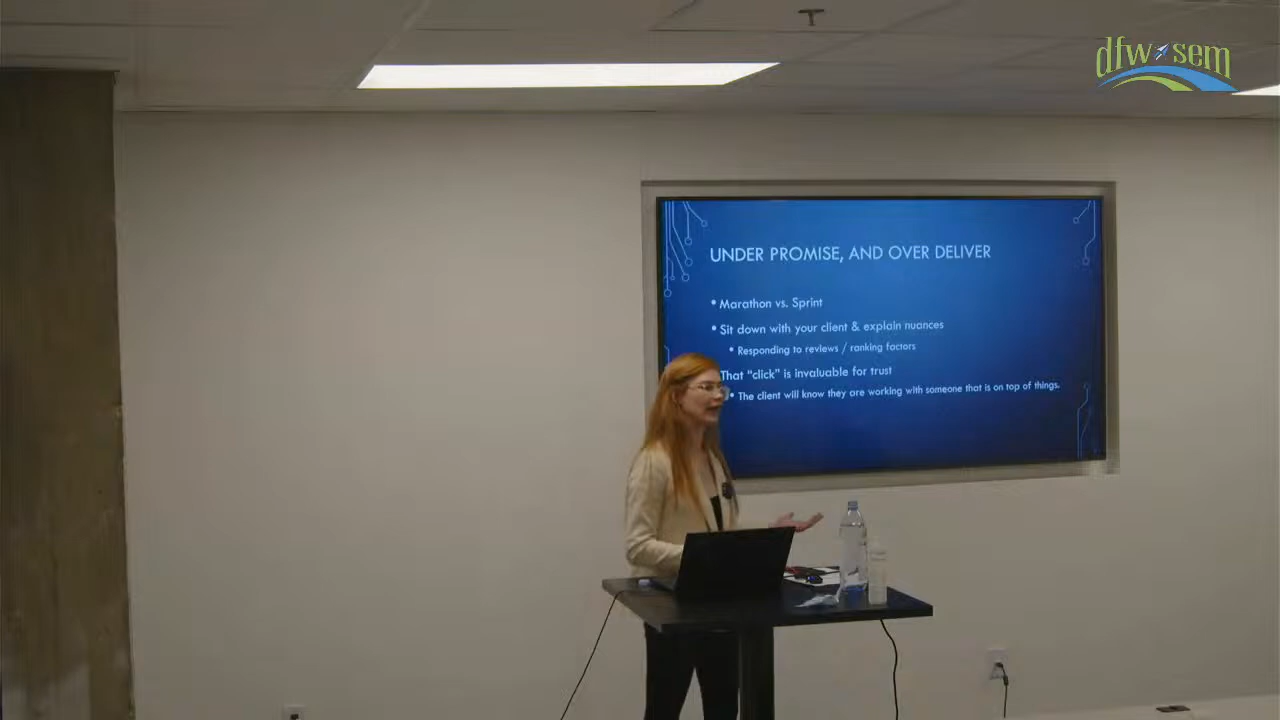 dfw sem
UNDER PROMISE, AND OVER DELIVER
• Marathon vs. Sprint
• Sit down with your client & explain nuances
• Responding to reviews / ranking factors
That “click” is invaluable for trust
• The client will know they are working with someone that is on top of things.